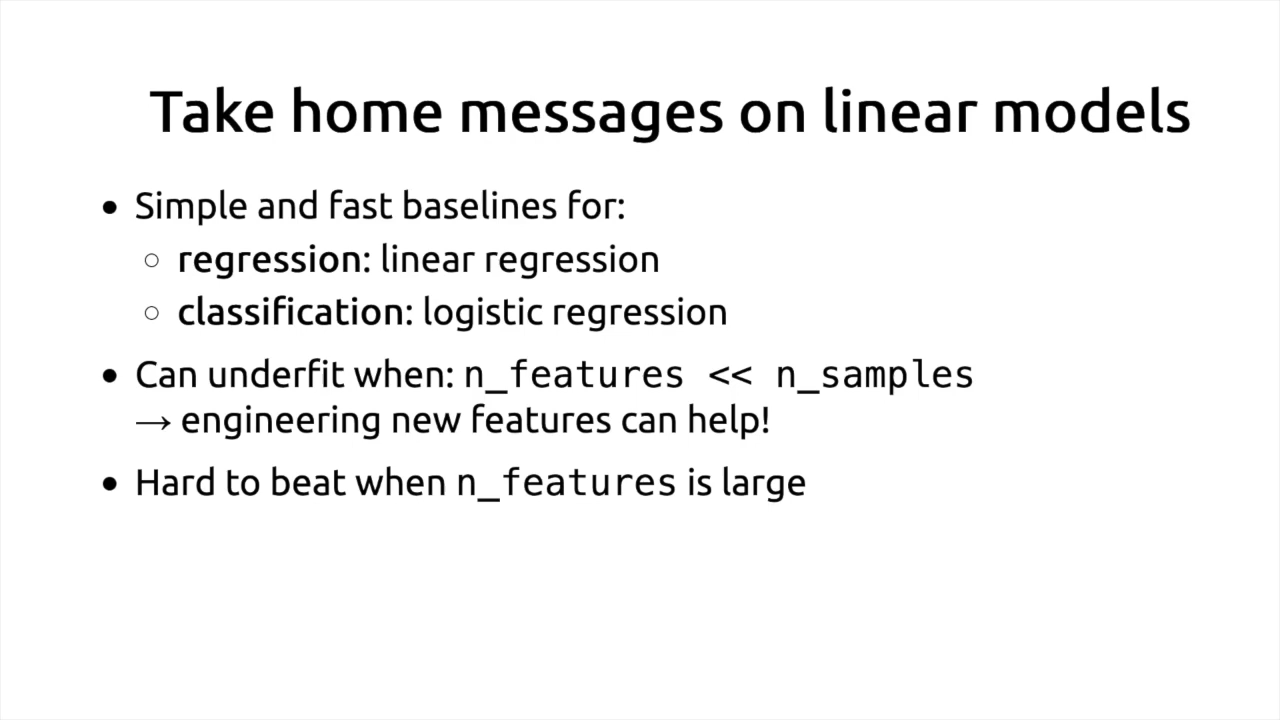 Take home messages on linear models
• Simple and fast baselines for:
○ regression: linear regression
○ classification: logistic regression
• Can underfit when: n_features << n_samples
→ engineering new features can help!
• Hard to beat when n_features is large